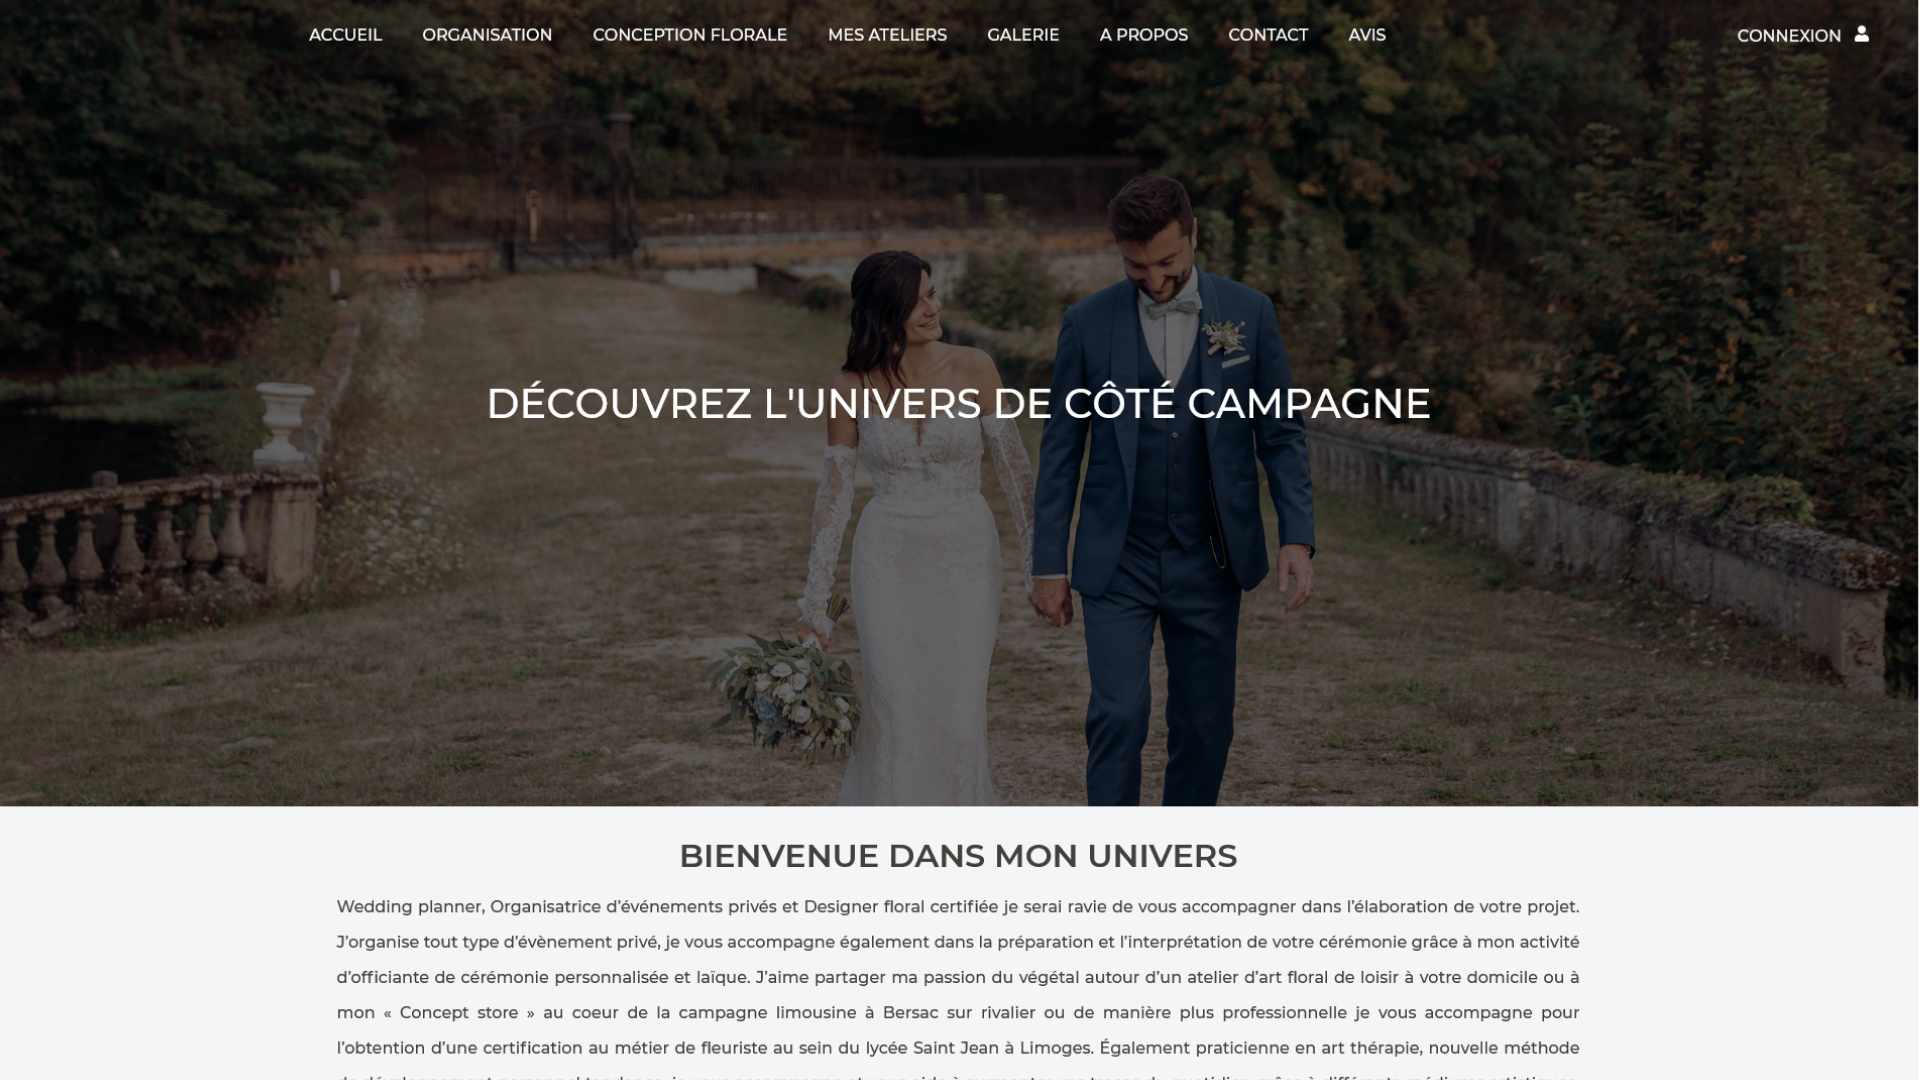 ACCUEIL ORGANISATION CONCEPTION FLORALE MES ATELIERS GALERIE A PROPOS CONTACT AVIS CONNEXION
DÉCOUVREZ L'UNIVERS DE CÔTÉ CAMPAGNE
BIENVENUE DANS MON UNIVERS
Wedding planner, Organisatrice d’événements privés et Designer floral certifiée je serai ravie de vous accompagner dans l’élaboration de votre projet.
J’organise tout type d’évènement privé, je vous accompagne également dans la préparation et l’interprétation de votre cérémonie grâce à mon activité
d’officiante de cérémonie personnalisée et laïque. J’aime partager ma passion du végétal autour d’un atelier d’art floral de loisir à votre domicile ou à
mon « Concept store » au coeur de la campagne limousine à Bersac sur rivalier ou de manière plus professionnelle je vous accompagne pour
l’obtention d’une certification au métier de fleuriste au sein du lycée Saint Jean à Limoges. Également praticienne en art thérapie, nouvelle méthode